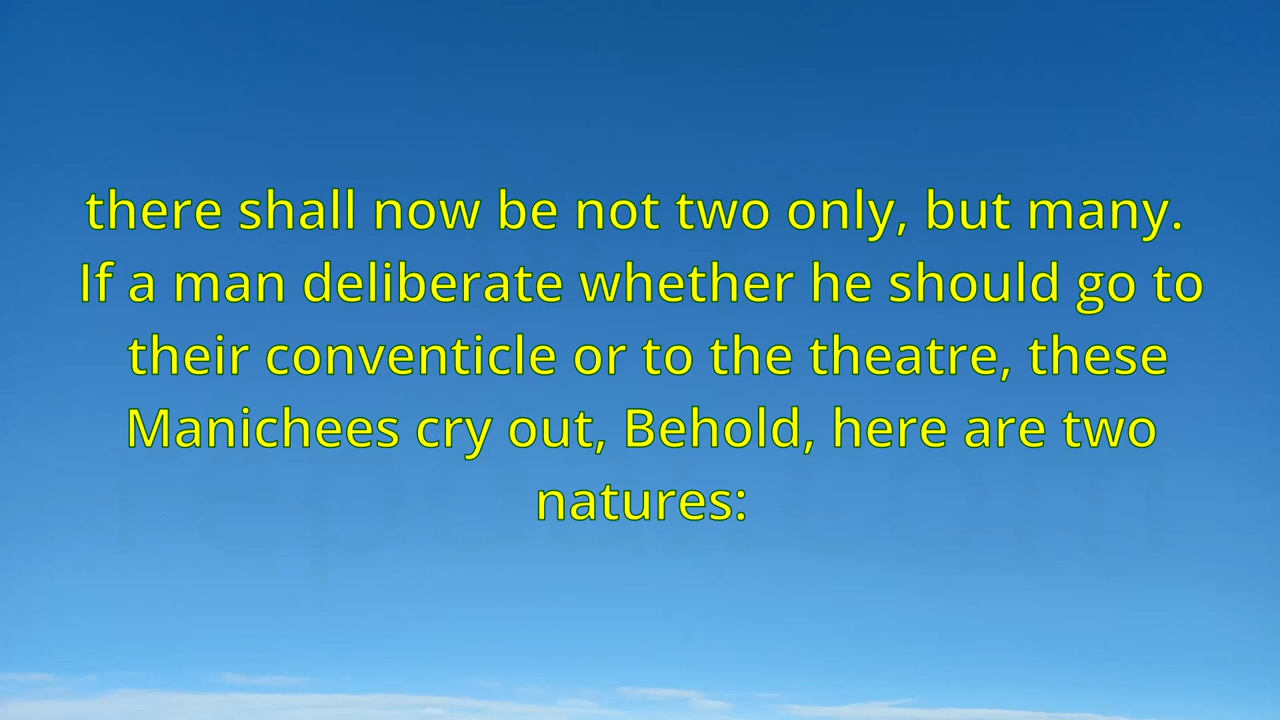 there shall now be not two only, but many.
If a man deliberate whether he should go to
their conventicle or to the theatre, these
Manichees cry out, Behold, here are two
natures: